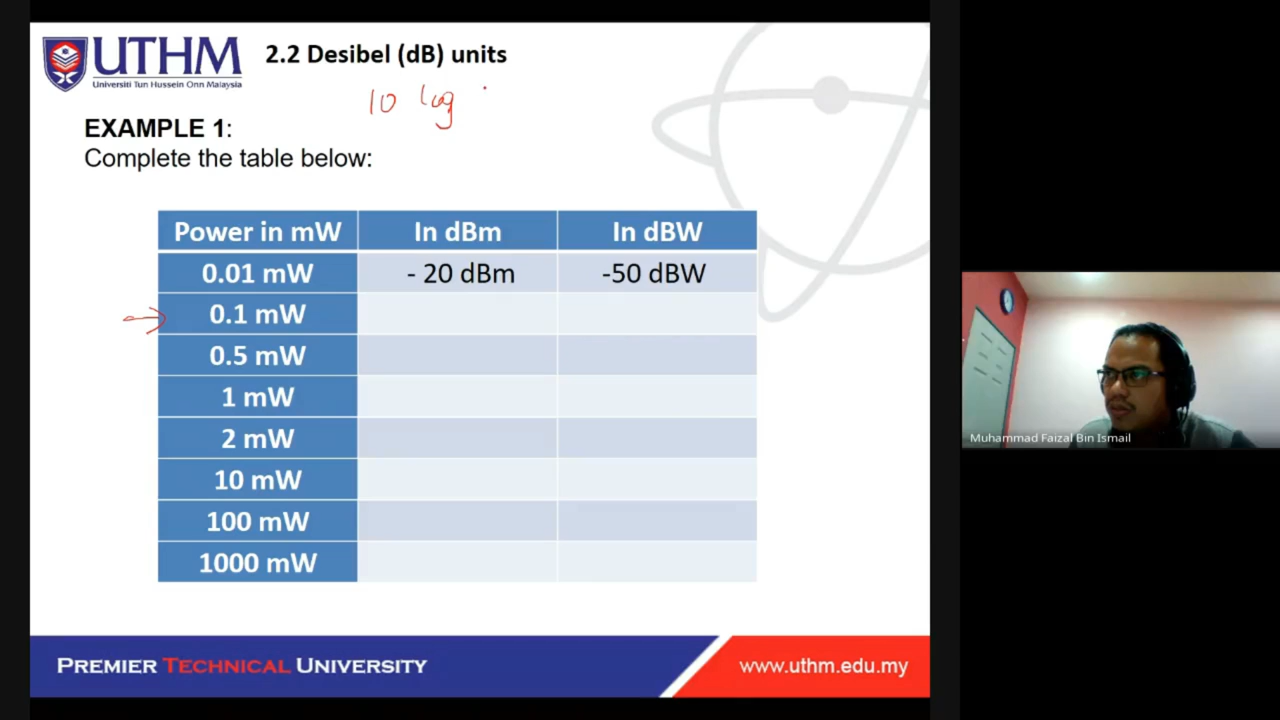 UTHM
Universiti Tun Hussein Onn Malaysia
2.2 Desibel (dB) units
10 log
EXAMPLE 1:
Complete the table below:
Power in mW In dBm In dBW
0.01 mW - 20 dBm -50 dBW
0.1 mW
0.5 mW
1 mW
2 mW
10 mW
100 mW
1000 mW
Muhammad Faizal Bin Ismail
PREMIER TECHNICAL UNIVERSITY
www.uthm.edu.my